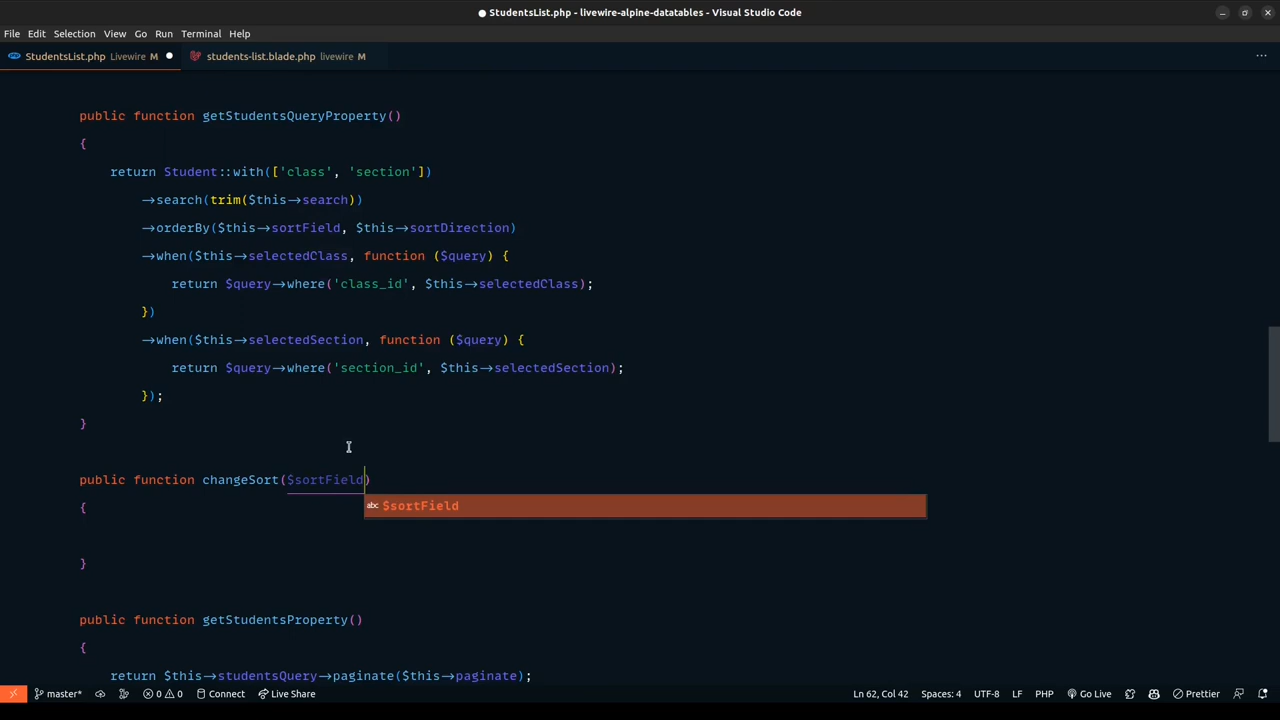 ● StudentsList.php - livewire-alpine-datatables - Visual Studio Code
File Edit Selection View Go Run Terminal Help
StudentsList.php Livewire M ● students-list.blade.php livewire M ...
public function getStudentsQueryProperty()
{
return Student::with(['class', 'section'])
->search(trim($this->search))
->orderBy($this->sortField, $this->sortDirection)
->when($this->selectedClass, function ($query) {
return $query->where('class_id', $this->selectedClass);
})
->when($this->selectedSection, function ($query) {
return $query->where('section_id', $this->selectedSection);
});
}
public function changeSort($sortField)
abc $sortField
{
}
public function getStudentsProperty()
{
return $this->studentsQuery->paginate($this->paginate);
master* 0 0 Connect Live Share Ln 62, Col 42 Spaces: 4 UTF-8 LF PHP Go Live Prettier